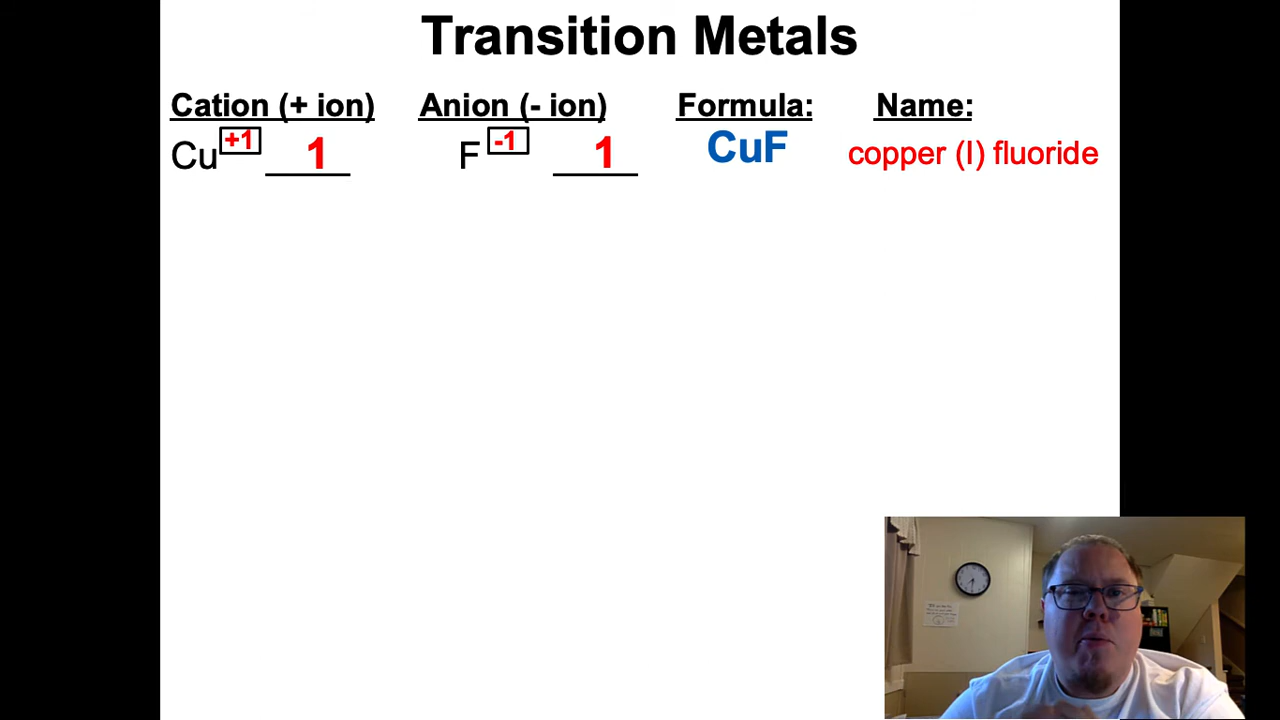 Transition Metals
Cation (+ ion) Anion (- ion) Formula: Name:
Cu +1 1 F -1 1 CuF copper (I) fluoride